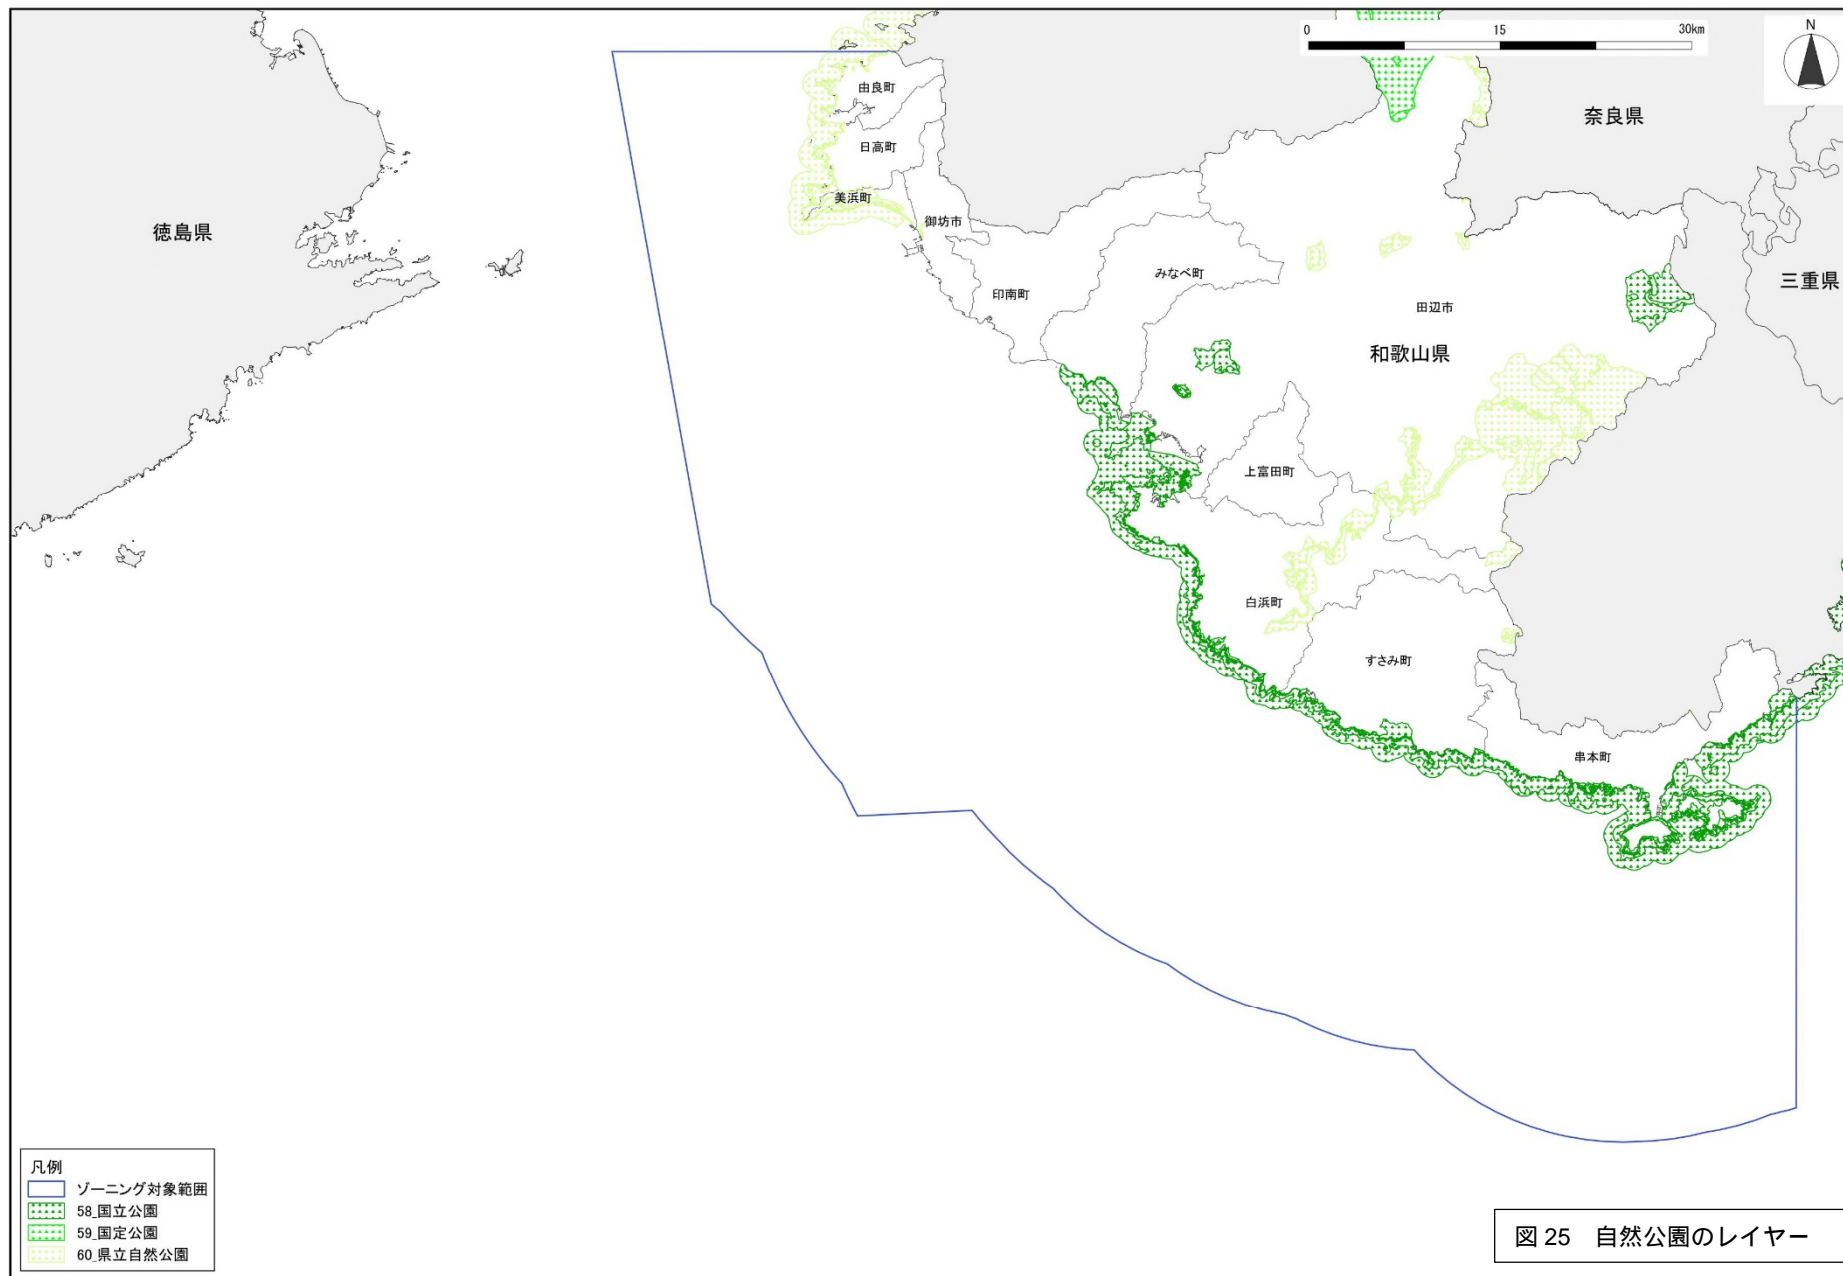 0 15 30km
N
由良町
奈良県
日高町
美浜町
御坊市
徳島県
みなべ町
三重県
印南町
田辺市
和歌山県
上富田町
白浜町
すさみ町
串本町
凡例
ゾーニング対象範囲
58_国立公園
59_国定公園
60_県立自然公園
図 25 自然公園のレイヤー